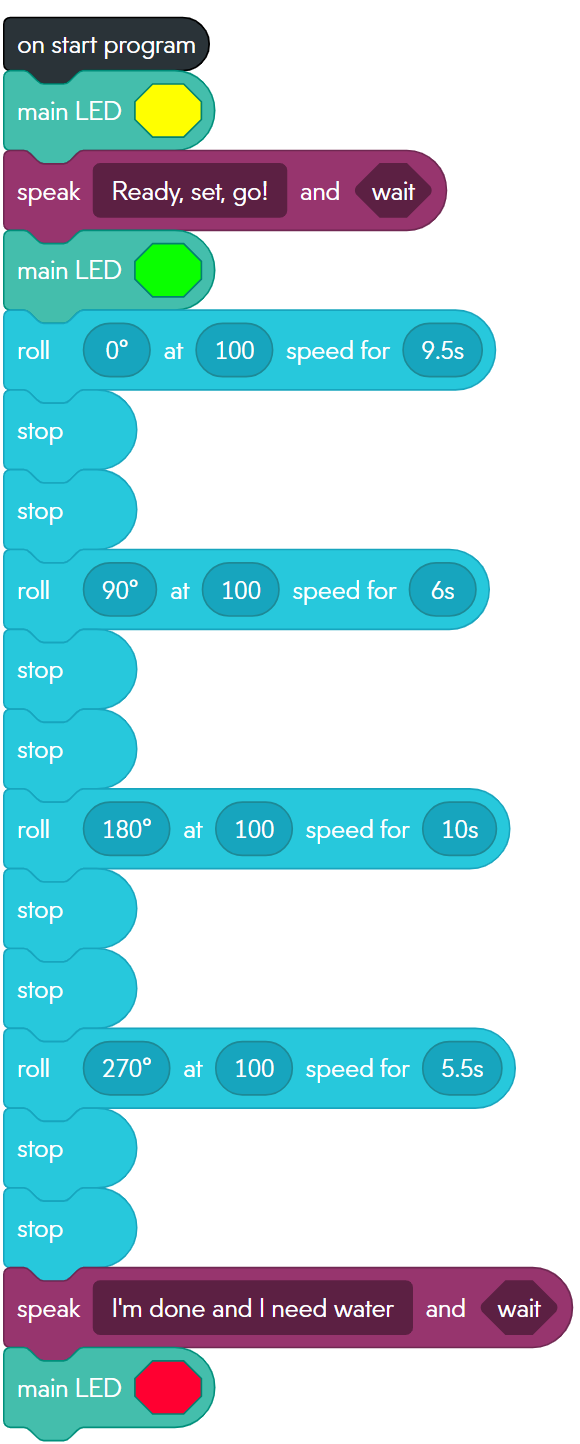 on start program
main LED
speak Ready, set, go! and wait
main LED
roll 0° at 100 speed for 9.5s
stop
stop
roll 90° at 100 speed for 6s
stop
stop
roll 180° at 100 speed for 10s
stop
stop
roll 270° at 100 speed for 5.5s
stop
stop
speak I'm done and I need water and wait
main LED